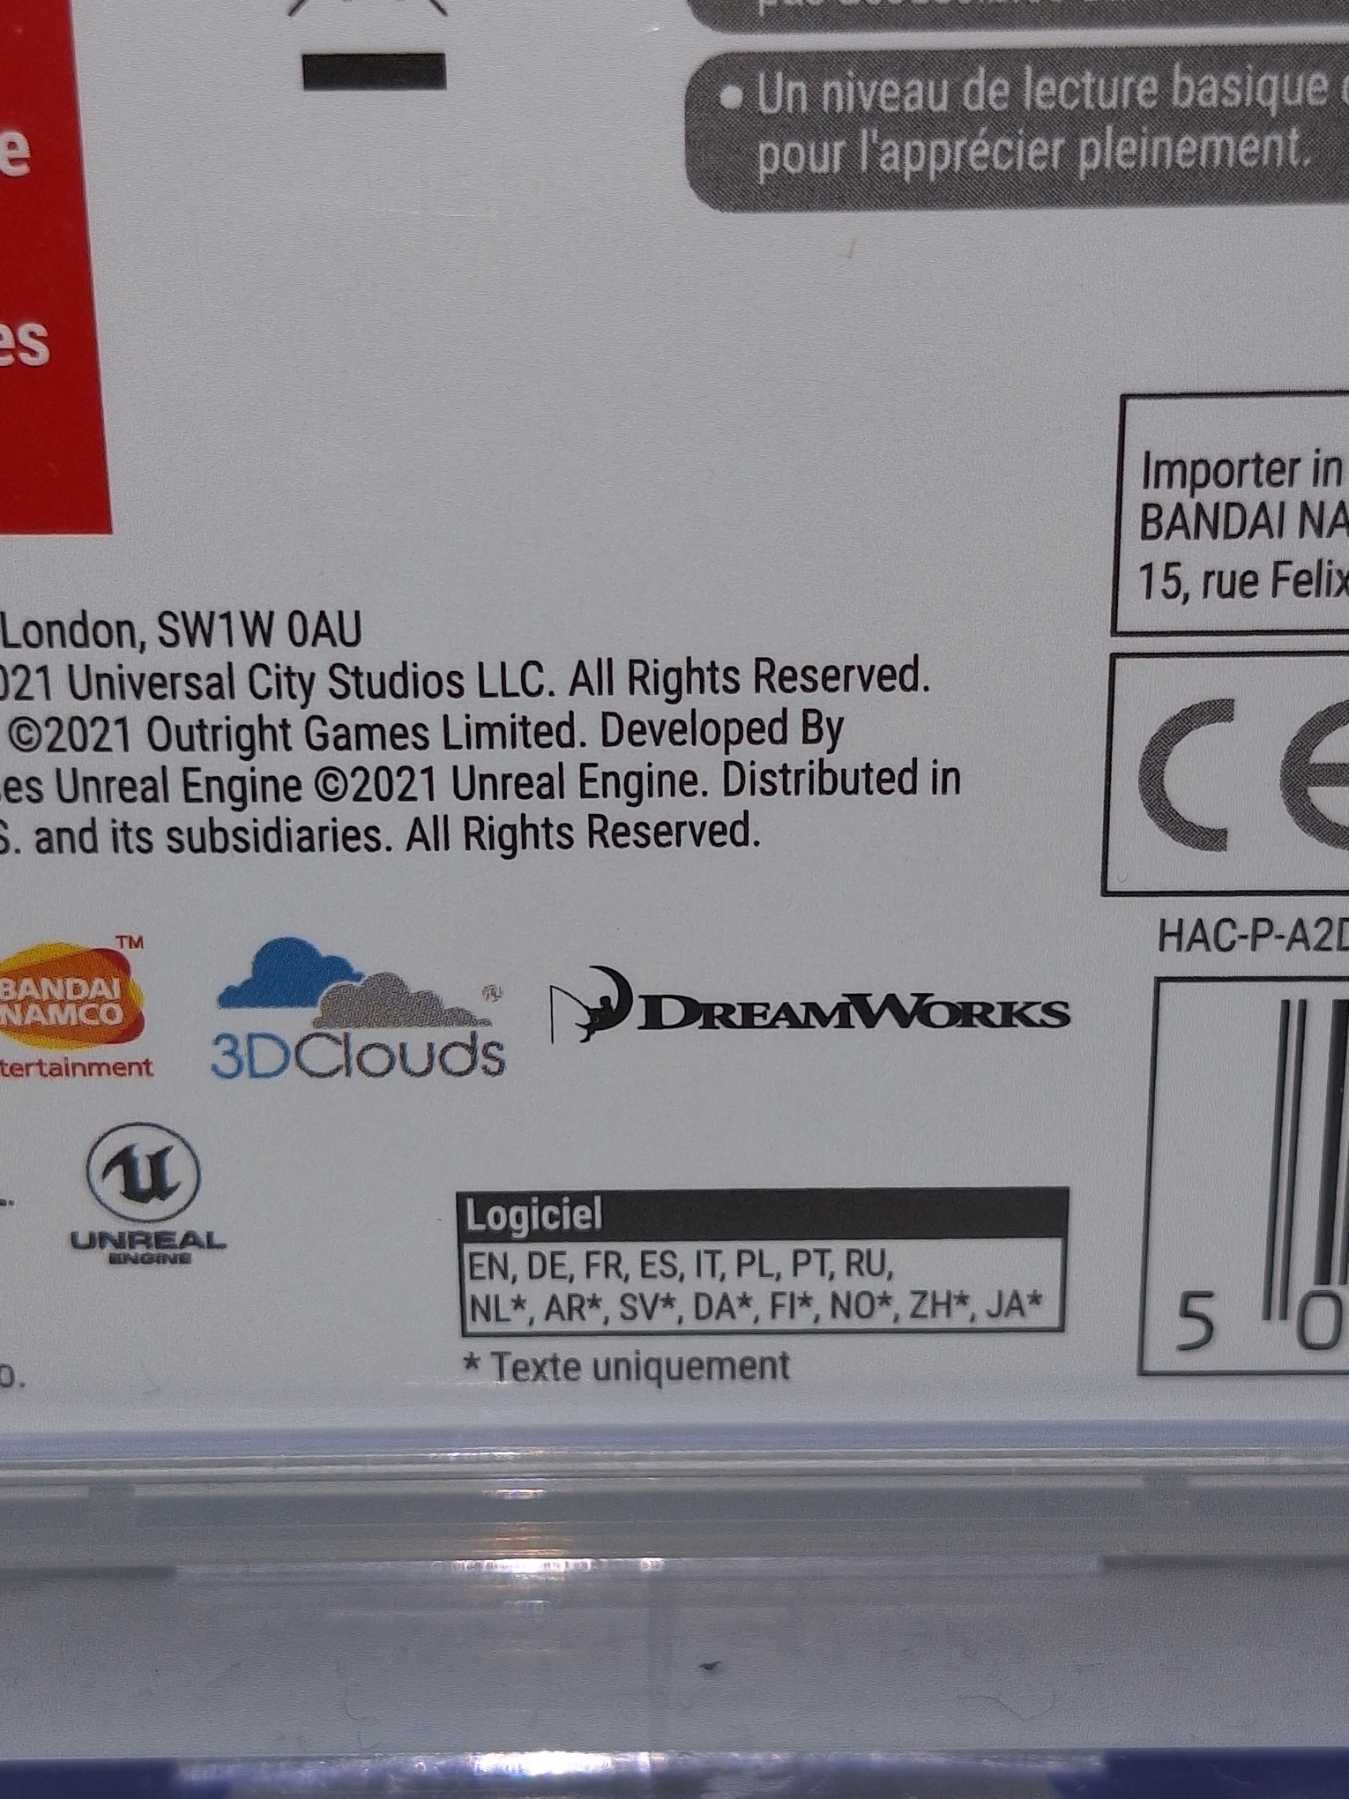 Un niveau de lecture basique
pour l'apprécier pleinement.
Importer in
BANDAI NA
15, rue Felix
London, SW1W 0AU
021 Universal City Studios LLC. All Rights Reserved.
©2021 Outright Games Limited. Developed By
es Unreal Engine ©2021 Unreal Engine. Distributed in
S. and its subsidiaries. All Rights Reserved.
CE
HAC-P-A2D
BANDAI
NAMCO
TM
tertainment
3DClouds
DREAMWORKS
UNREAL
ENGINE
Logiciel
EN, DE, FR, ES, IT, PL, PT, RU,
NL*, AR*, SV*, DA*, FI*, NO*, ZH*, JA*
* Texte uniquement
5 0